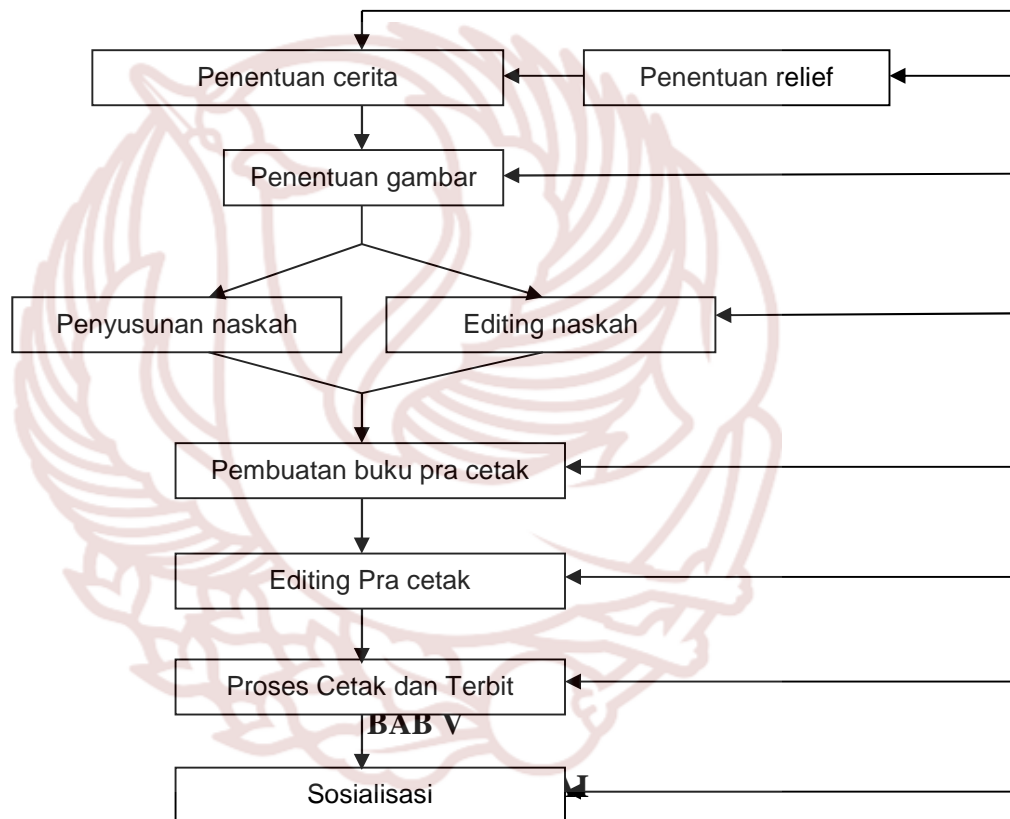 Penentuan cerita
Penentuan relief
Penentuan gambar
Penyusunan naskah
Editing naskah
Pembuatan buku pra cetak
Editing Pra cetak
Proses Cetak dan Terbit
BAB V
Sosialisasi